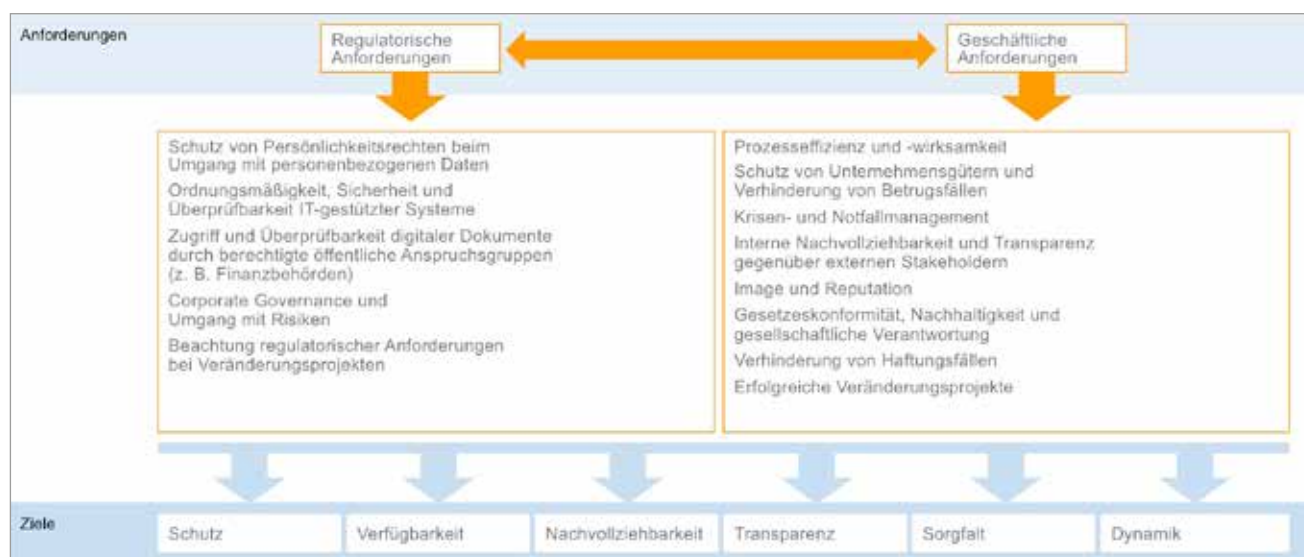 Anforderungen
Regulatorische
Anforderungen
Geschäftliche
Anforderungen
Schutz von Persönlichkeitsrechten beim
Umgang mit personenbezogenen Daten
Ordnungsmäßigkeit, Sicherheit und
Überprüfbarkeit IT-gestützter Systeme
Zugriff und Überprüfbarkeit digitaler Dokumente
durch berechtigte öffentliche Anspruchsgruppen
(z. B. Finanzbehörden)
Corporate Governance und
Umgang mit Risiken
Beachtung regulatorischer Anforderungen
bei Veränderungsprojekten
Prozesseffizienz und -wirksamkeit
Schutz von Unternehmensgütern und
Verhinderung von Betrugsfällen
Krisen- und Notfallmanagement
Interne Nachvollziehbarkeit und Transparenz
gegenüber externen Stakeholdern
Image und Reputation
Gesetzeskonformität, Nachhaltigkeit und
gesellschaftliche Verantwortung
Verhinderung von Haftungsfällen
Erfolgreiche Veränderungsprojekte
Ziele
Schutz
Verfügbarkeit
Nachvollziehbarkeit
Transparenz
Sorgfalt
Dynamik